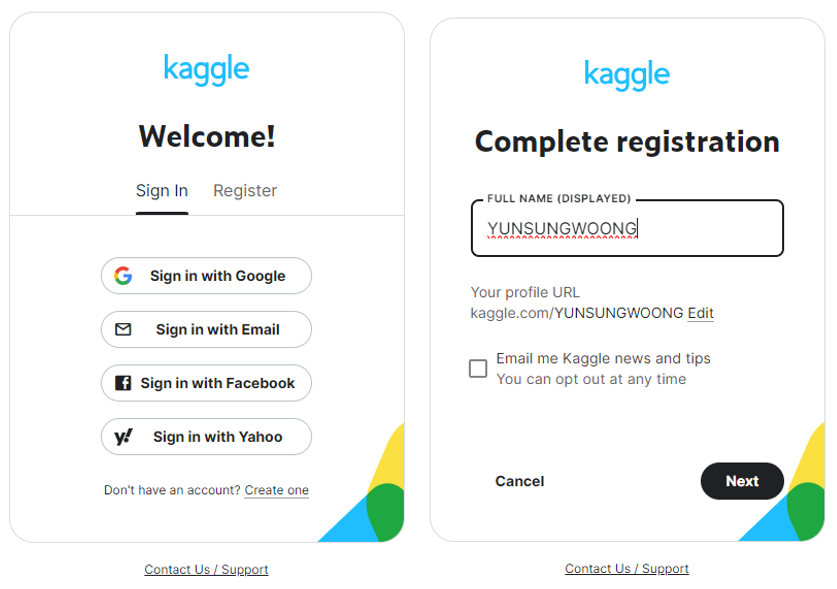 kaggle
Welcome!
Sign In Register
Sign in with Google
Sign in with Email
Sign in with Facebook
Sign in with Yahoo
Don't have an account? Create one
Contact Us / Support
kaggle
Complete registration
FULL NAME (DISPLAYED)
YUNSUNGWOONG
Your profile URL
kaggle.com/YUNSUNGWOONG Edit
Email me Kaggle news and tips
You can opt out at any time
Cancel Next
Contact Us / Support